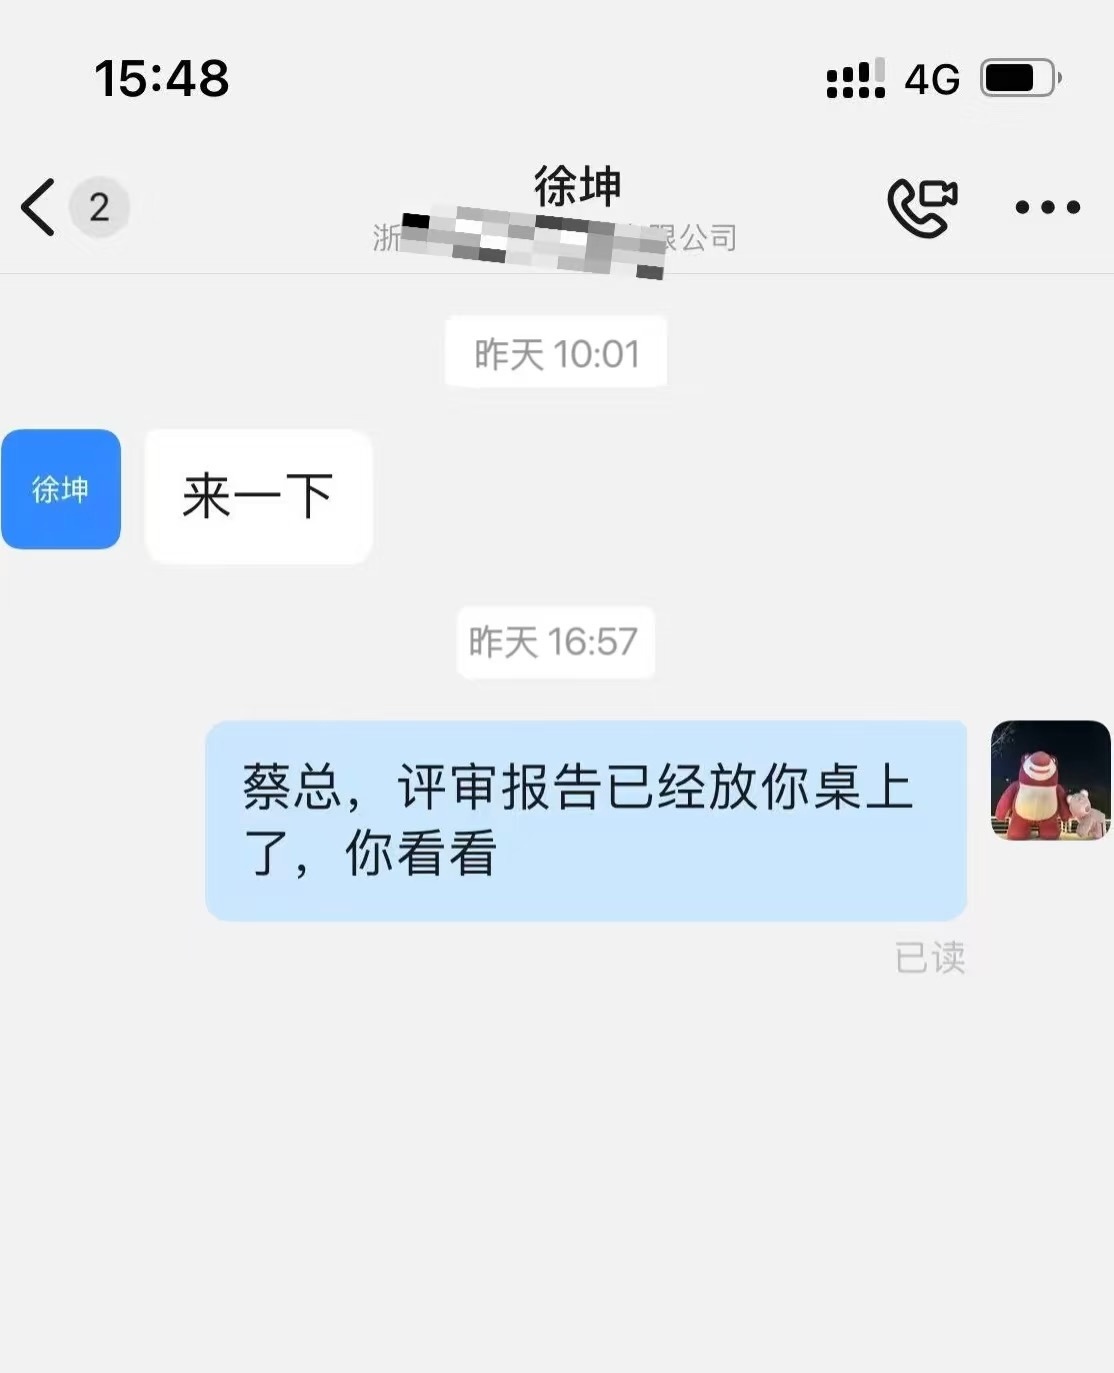 15:48
4G
2
徐坤
浙
限公司
昨天 10:01
徐坤
来一下
昨天 16:57
蔡总，评审报告已经放你桌上
了，你看看
已读